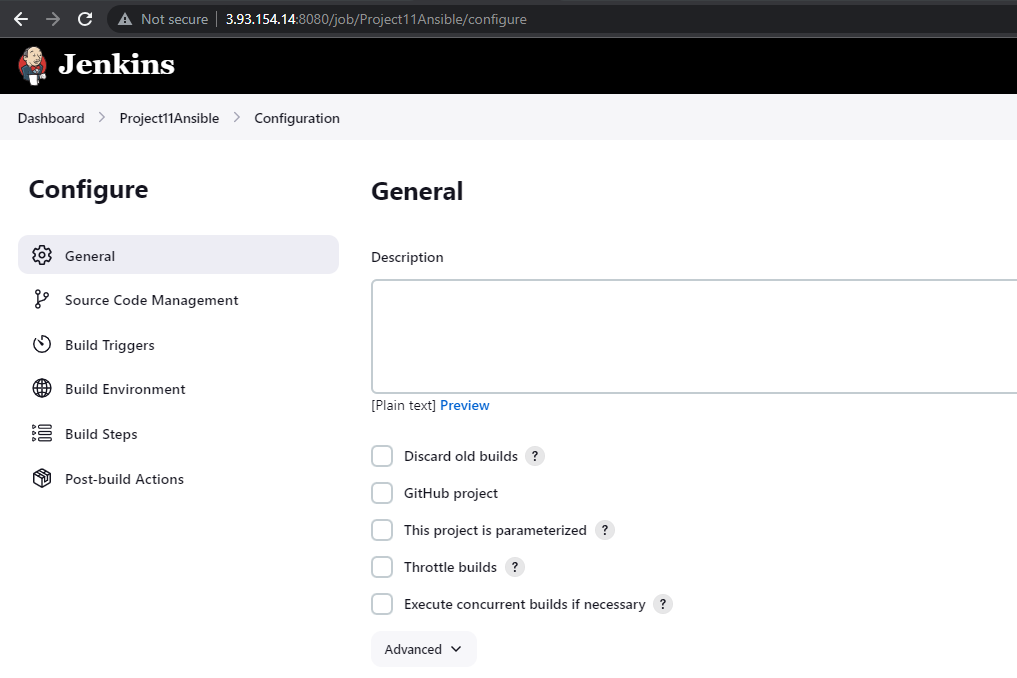 Not secure 3.93.154.14:8080/job/Project11Ansible/configure
Jenkins
Dashboard Project11Ansible Configuration
Configure
General
Source Code Management
Build Triggers
Build Environment
Build Steps
Post-build Actions
General
Description
[Plain text] Preview
Discard old builds ?
GitHub project
This project is parameterized ?
Throttle builds ?
Execute concurrent builds if necessary ?
Advanced